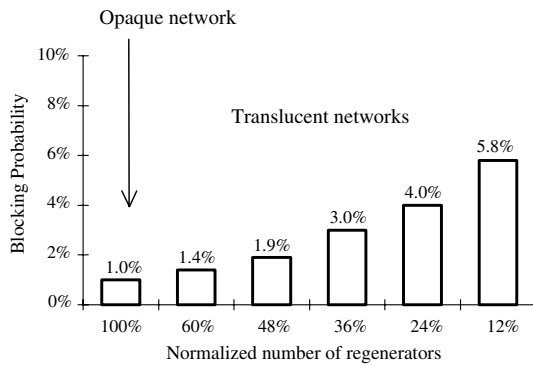 Opaque network
10%
8%
6%
4%
2%
0%
Blocking Probability
Translucent networks
1.0%
1.4%
1.9%
3.0%
4.0%
5.8%
100% 60% 48% 36% 24% 12%
Normalized number of regenerators